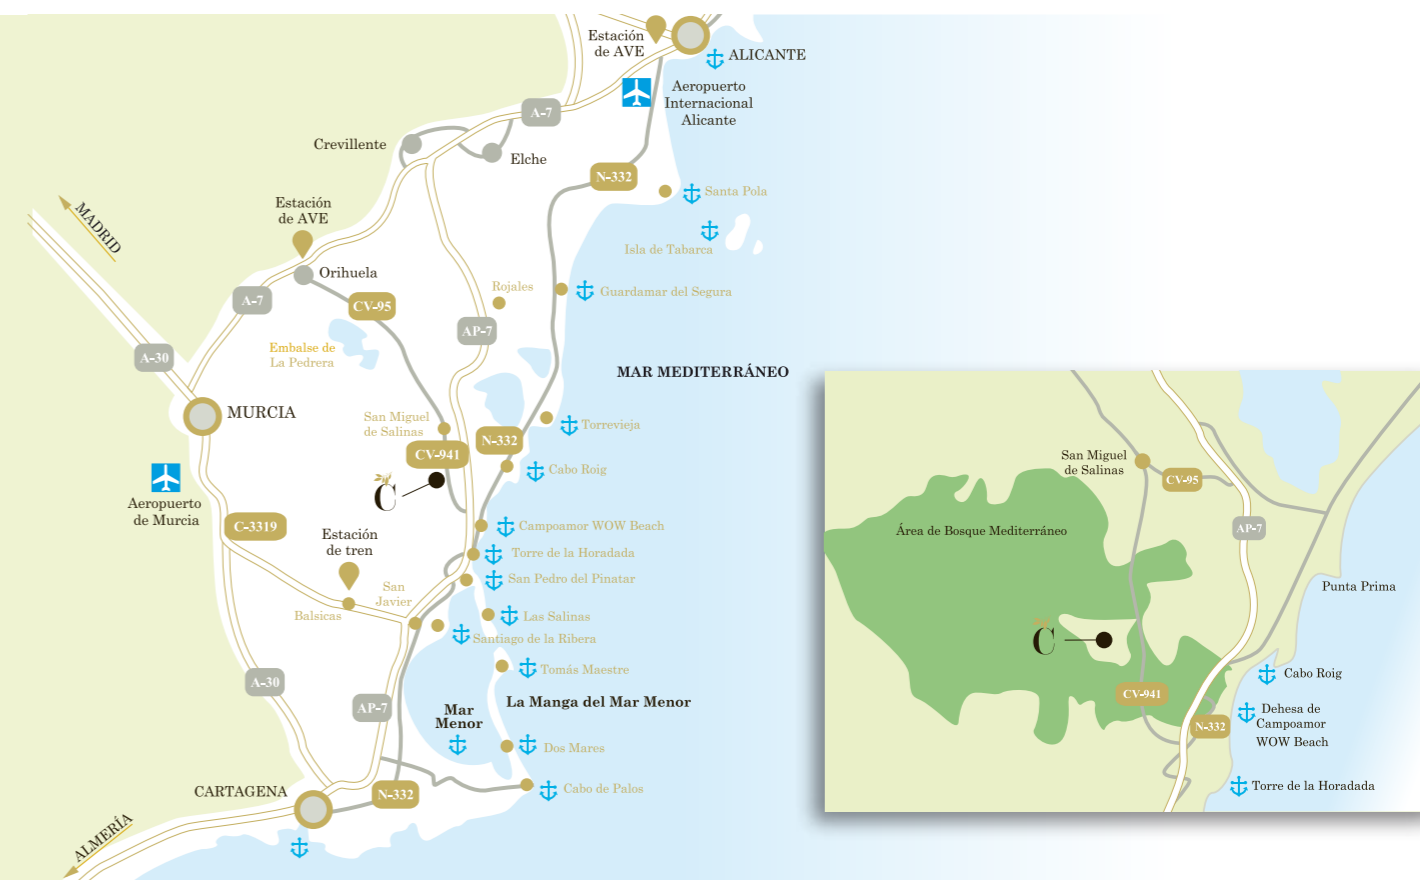 Estación
de AVE
ALICANTE
Aeropuerto
Internacional
Alicante
A-7
Crevillente
Elche
N-332
Santa Pola
Isla de Tabarca
MADRID
Estación
de AVE
Orihuela
A-7
CV-95
Rojales
Guardamar del Segura
AP-7
Embalse de
La Pedrera
A-30
MAR MEDITERRÁNEO
MURCIA
San Miguel
de Salinas
Torrevieja
N-332
CV-941
Cabo Roig
C
Aeropuerto
de Murcia
C-3319
Campoamor WOW Beach
Estación
de tren
Torre de la Horadada
San Pedro del Pinatar
San
Javier
Balsicas
Las Salinas
Santiago de la Ribera
Tomás Maestre
A-30
AP-7
La Manga del Mar Menor
Mar
Menor
Dos Mares
CARTAGENA
N-332
Cabo de Palos
ALMERÍA
San Miguel
de Salinas
CV-95
Área de Bosque Mediterráneo
AP-7
Punta Prima
C
Cabo Roig
CV-941
Dehesa de
Campoamor
WOW Beach
N-332
Torre de la Horadada